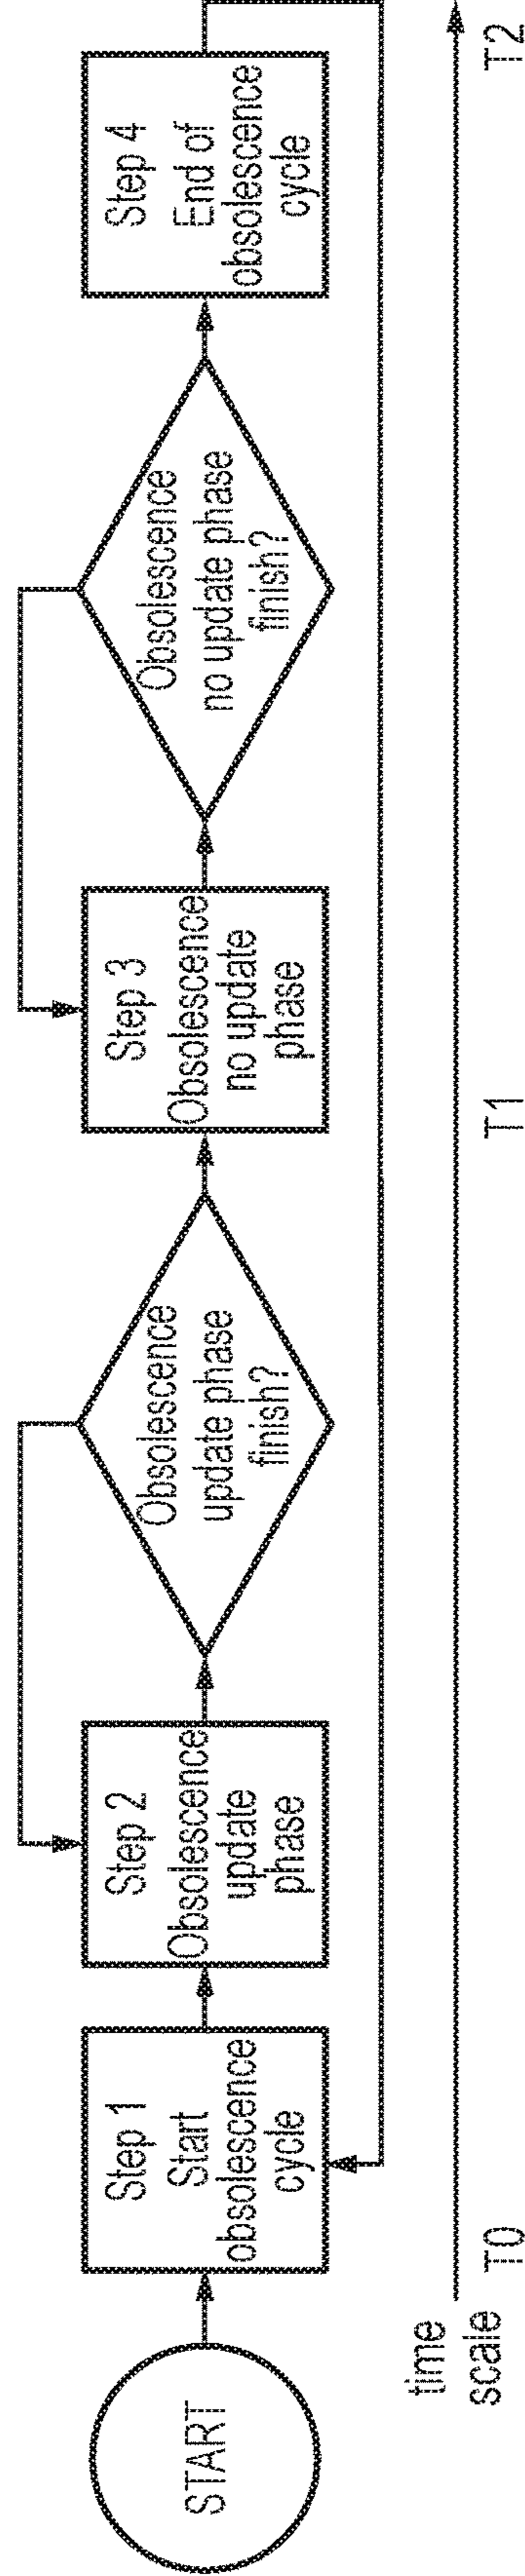 START
Step 1
Start
obsolescence
cycle
Step 2
Obsolescence
update
phase
Obsolescence
update phase
finish?
Step 3
Obsolescence
no update
phase
Obsolescence
no update phase
finish?
Step 4
End of
obsolescence
cycle
time
scale
T0
T1
T2